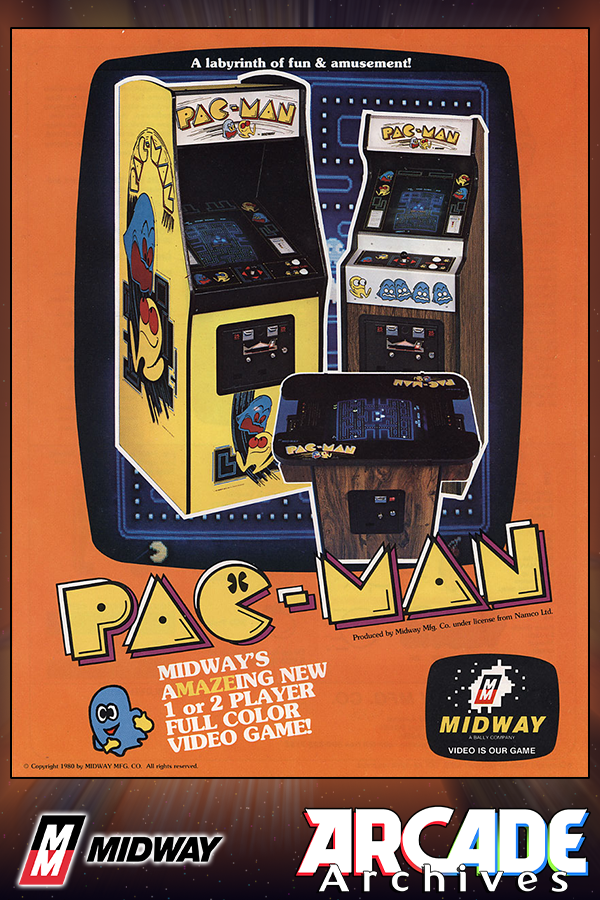 A labyrinth of fun & amusement!
PAC-MAN
PAC-MAN
PAC-MAN
PAC-MAN
PAC-MAN
PAC-MAN
Produced by Midway Mfg. Co. under license from Namco Ltd.
MIDWAY'S
AMAZEING NEW
1 or 2 PLAYER
FULL COLOR
VIDEO GAME!
MIDWAY
A BALLY COMPANY
VIDEO IS OUR GAME
© Copyright 1980 by MIDWAY MFG. CO. All rights reserved.
MIDWAY
ARCADE
Archives